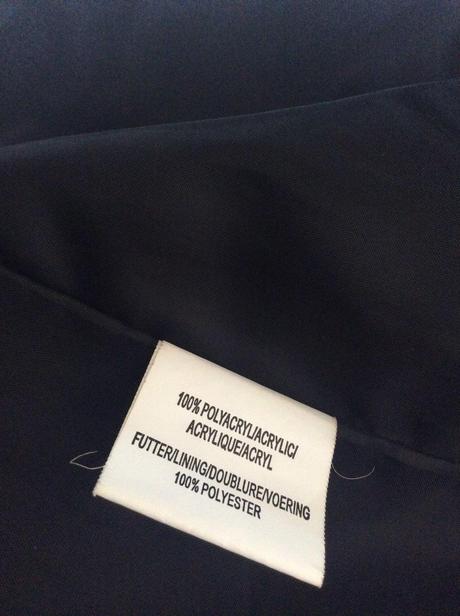 100% POLYACRYL/ACRYLIC/
ACRYLIQUE/ACRYL
FUTTER/LINING/DOUBLURE/VOERING
100% POLYESTER